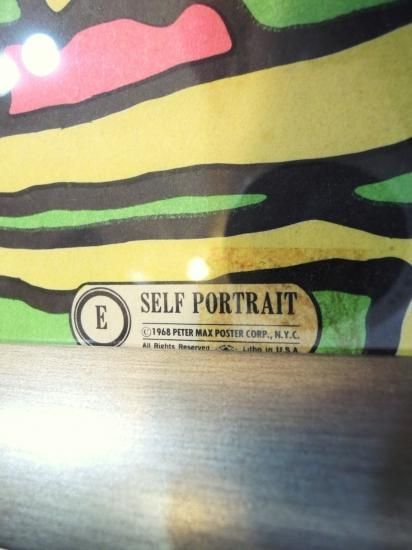 E
SELF PORTRAIT
©1968 PETER MAX POSTER CORP., N.Y.C.
All Rights Reserved Litho in U.S.A